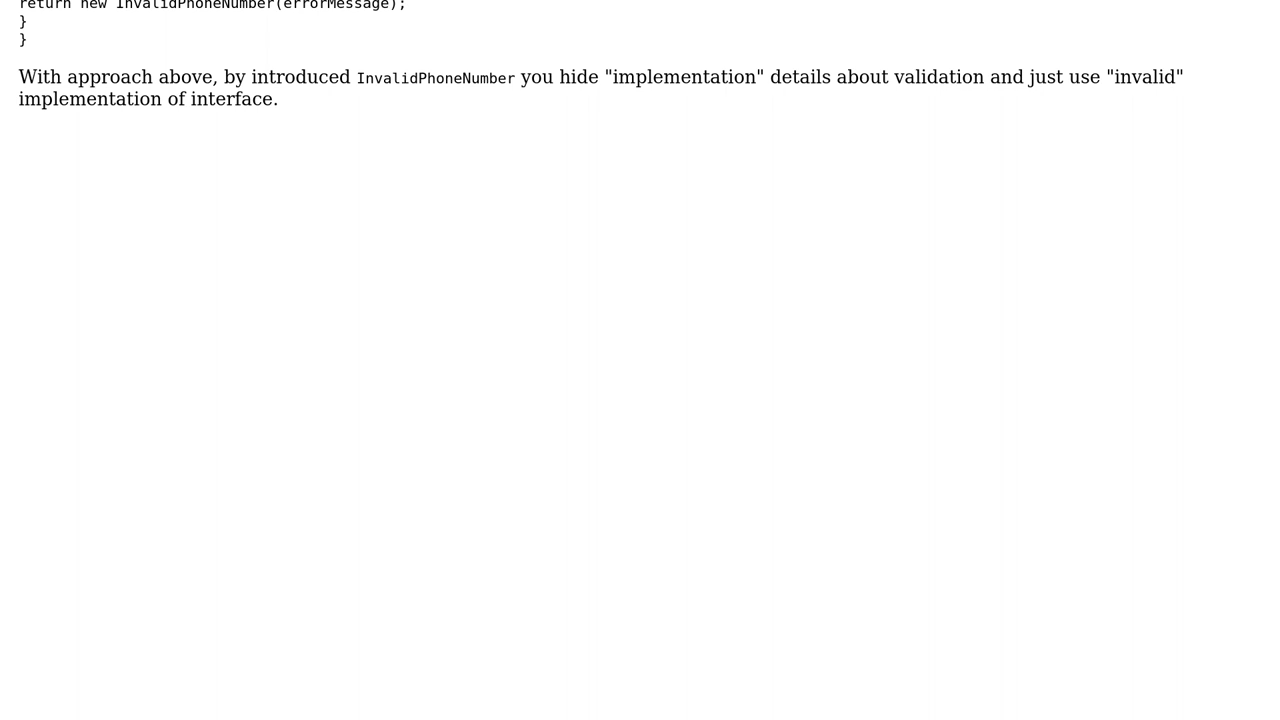 return new InvalidPhoneNumber(errorMessage);
}
}
With approach above, by introduced InvalidPhoneNumber you hide "implementation" details about validation and just use "invalid"
implementation of interface.